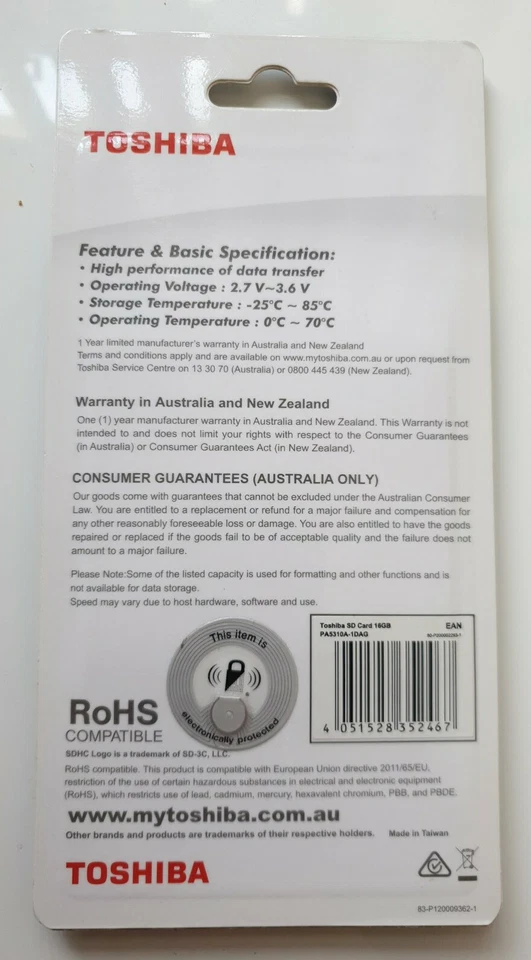 TOSHIBA
Feature & Basic Specification:
• High performance of data transfer
• Operating Voltage : 2.7 V~3.6 V
• Storage Temperature : -25°C ~ 85°C
• Operating Temperature : 0°C ~ 70°C
1 Year limited manufacturer's warranty in Australia and New Zealand
Terms and conditions apply and are available on www.mytoshiba.com.au or upon request from
Toshiba Service Centre on 13 30 70 (Australia) or 0800 445 439 (New Zealand).
Warranty in Australia and New Zealand
One (1) year manufacturer warranty in Australia and New Zealand. This Warranty is not
intended to and does not limit your rights with respect to the Consumer Guarantees
(in Australia) or Consumer Guarantees Act (in New Zealand).
CONSUMER GUARANTEES (AUSTRALIA ONLY)
Our goods come with guarantees that cannot be excluded under the Australian Consumer
Law. You are entitled to a replacement or refund for a major failure and compensation for
any other reasonably foreseeable loss or damage. You are also entitled to have the goods
repaired or replaced if the goods fail to be of acceptable quality and the failure does not
amount to a major failure.
Please Note:Some of the listed capacity is used for formatting and other functions and is
not available for data storage.
Speed may vary due to host hardware, software and use.
This item is
electronically protected
Toshiba SD Card 16GB EAN
PA5310A-1DAG
4 051528 352467
RoHS
COMPATIBLE
SDHC Logo is a trademark of SD-3C, LLC.
RoHS compatible. This product is compatible with European Union directive 2011/65/EU,
restriction of the use of certain hazardous substances in electrical and electronic equipment
(RoHS), which restricts use of lead, cadmium, mercury, hexavalent chromium, PBB, and PBDE.
www.mytoshiba.com.au
Other brands and products are trademarks of their respective holders. Made in Taiwan
TOSHIBA
83-P120009362-1